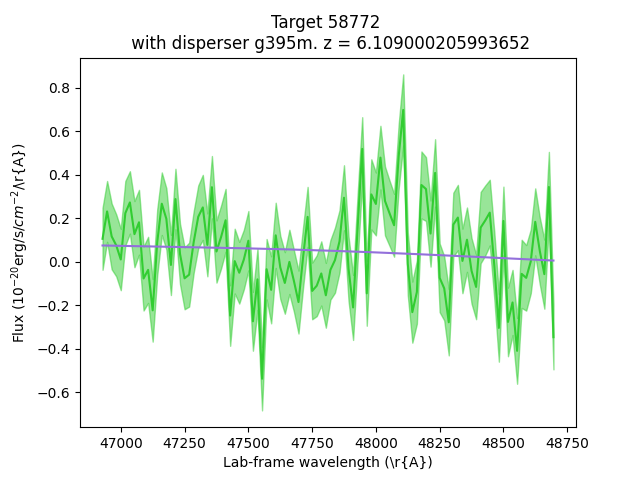 Target 58772
with disperser g395m. z = 6.109000205993652
0.8
0.6
0.4
0.2
0.0
−0.2
−0.4
−0.6
Flux (10⁻²⁰erg/s/cm⁻²/\r{A})
47000 47250 47500 47750 48000 48250 48500 48750
Lab-frame wavelength (\r{A})